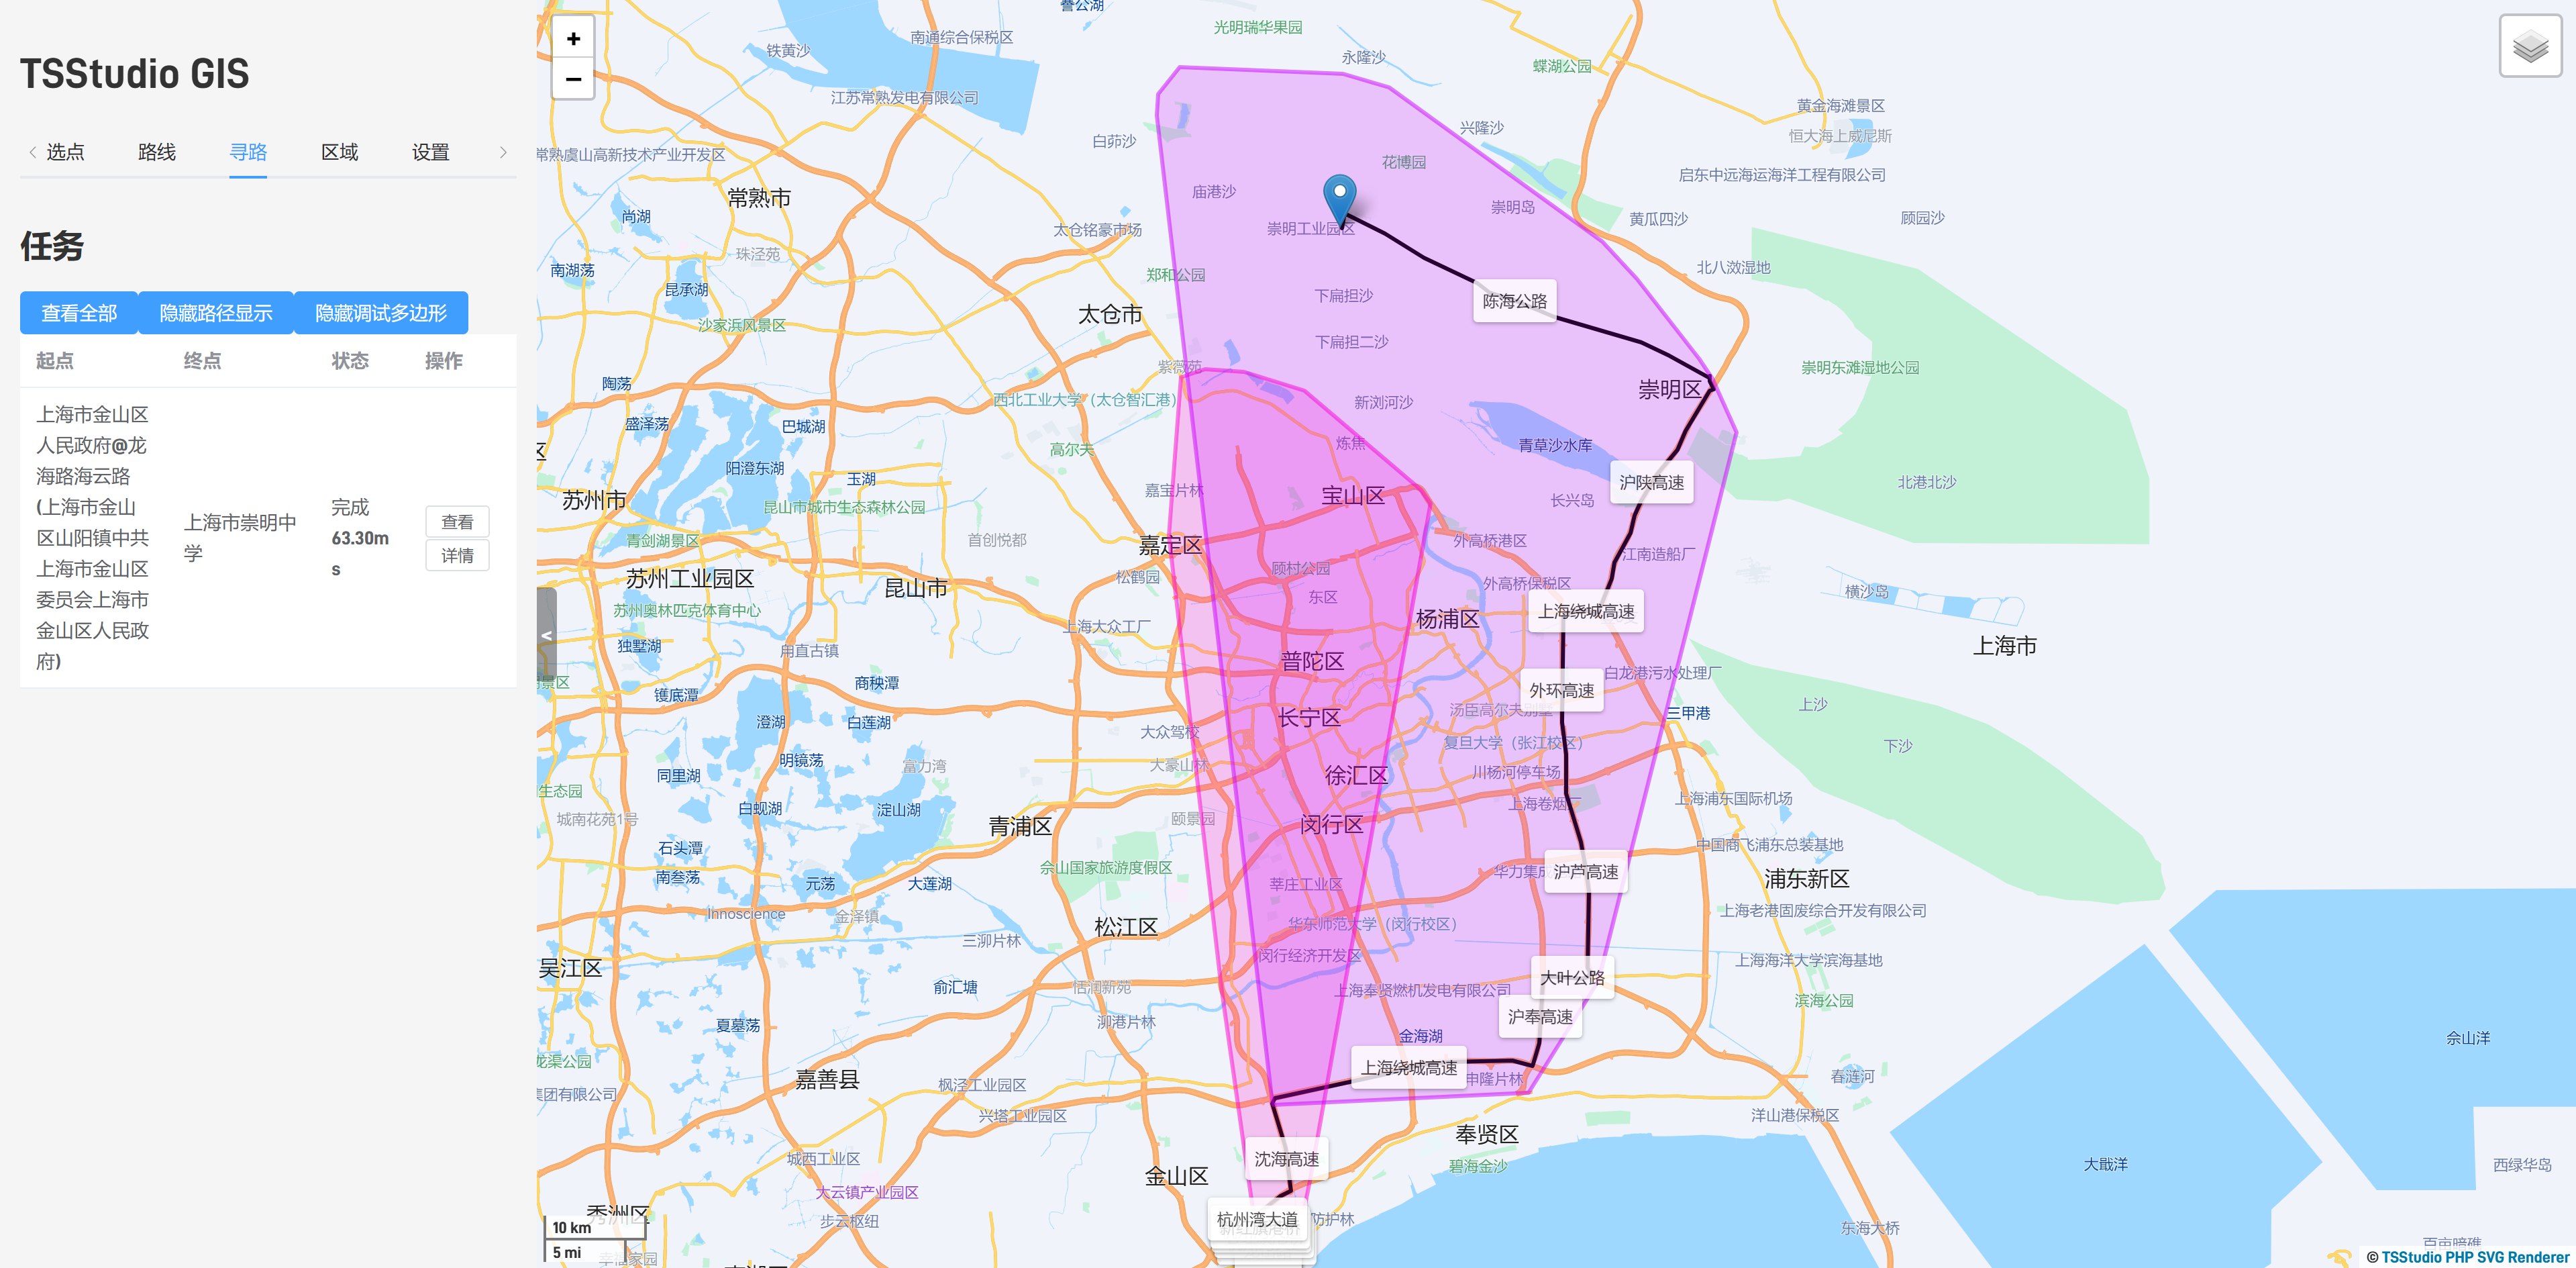 TSStudio GIS
选点
路线
寻路
区域
设置
任务
查看全部
隐藏路径显示
隐藏调试多边形
起点
终点
状态
操作
上海市金山区
人民政府@龙
海路海云路
(上海市金山
区山阳镇中共
上海市金山区
委员会上海市
金山区人民政
府)
上海市崇明中
学
完成
63.30m
s
查看
详情
+
−
<
誊公湖
铁黄沙
南通综合保税区
光明瑞华果园
永隆沙
蝶湖公园
江苏常熟发电有限公司
黄金海滩景区
恒大海上威尼斯
白茆沙
兴隆沙
常熟虞山高新技术产业开发区
花博园
启东中远海运海洋工程有限公司
常熟市
庙港沙
崇明岛
尚湖
太仓铭豪市场
崇明工业园区
黄瓜四沙
顾园沙
珠泾苑
南湖荡
郑和公园
北八滧湿地
昆承湖
下扁担沙
陈海公路
太仓市
沙家浜风景区
下扁担二沙
紫薇苑
崇明东滩湿地公园
陶荡
崇明区
西北工业大学（太仓智汇港）
新浏河沙
盛泽荡
巴城湖
高尔夫
炼焦
青草沙水库
阳澄东湖
玉湖
嘉宝片林
宝山区
沪陕高速
北港北沙
苏州市
昆山市城市生态森林公园
长兴岛
青剑湖景区
首创悦都
嘉定区
外高桥港区
江南造船厂
苏州工业园区
昆山市
松鹤园
顾村公园
外高桥保税区
横沙岛
苏州奥林匹克体育中心
东区
上海绕城高速
上海大众工厂
杨浦区
独墅湖
甪直古镇
普陀区
上海市
景区
商秧潭
白龙港污水处理厂
镬底潭
外环高速
澄湖
白莲湖
长宁区
汤臣高尔夫别墅
三甲港
上沙
大众驾校
复旦大学（张江校区）
下沙
明镜荡
富力湾
大豪山林
同里湖
徐汇区
川杨河停车场
生态园
白蚬湖
淀山湖
上海卷烟厂
上海浦东国际机场
城南花苑1号
青浦区
颐景园
闵行区
石头潭
中国商飞浦东总装基地
佘山国家旅游度假区
南叁荡
元荡
大莲湖
莘庄工业区
华力集成
沪芦高速
浦东新区
Innoscience
金泽镇
松江区
华东师范大学（闵行校区）
上海老港固废综合开发有限公司
三泖片林
闵行经济开发区
上海海洋大学滨海基地
吴江区
俞汇塘
恬润新苑
上海奉贤燃机发电有限公司
大叶公路
滨海公园
夏墓荡
泖港片林
金海湖
沪奉高速
佘山洋
龙渠公园
上海绕城高速
申隆片林
春涟河
嘉善县
枫泾工业园区
集团有限公司
兴塔工业园区
洋山港保税区
奉贤区
城西工业区
沈海高速
碧海金沙
大戢洋
西绿华岛
金山区
大云镇产业园区
秀洲区
步云枢纽
杭州湾大道
防护林
东海大桥
10 km
5 mi
© TSStudio PHP SVG Renderer